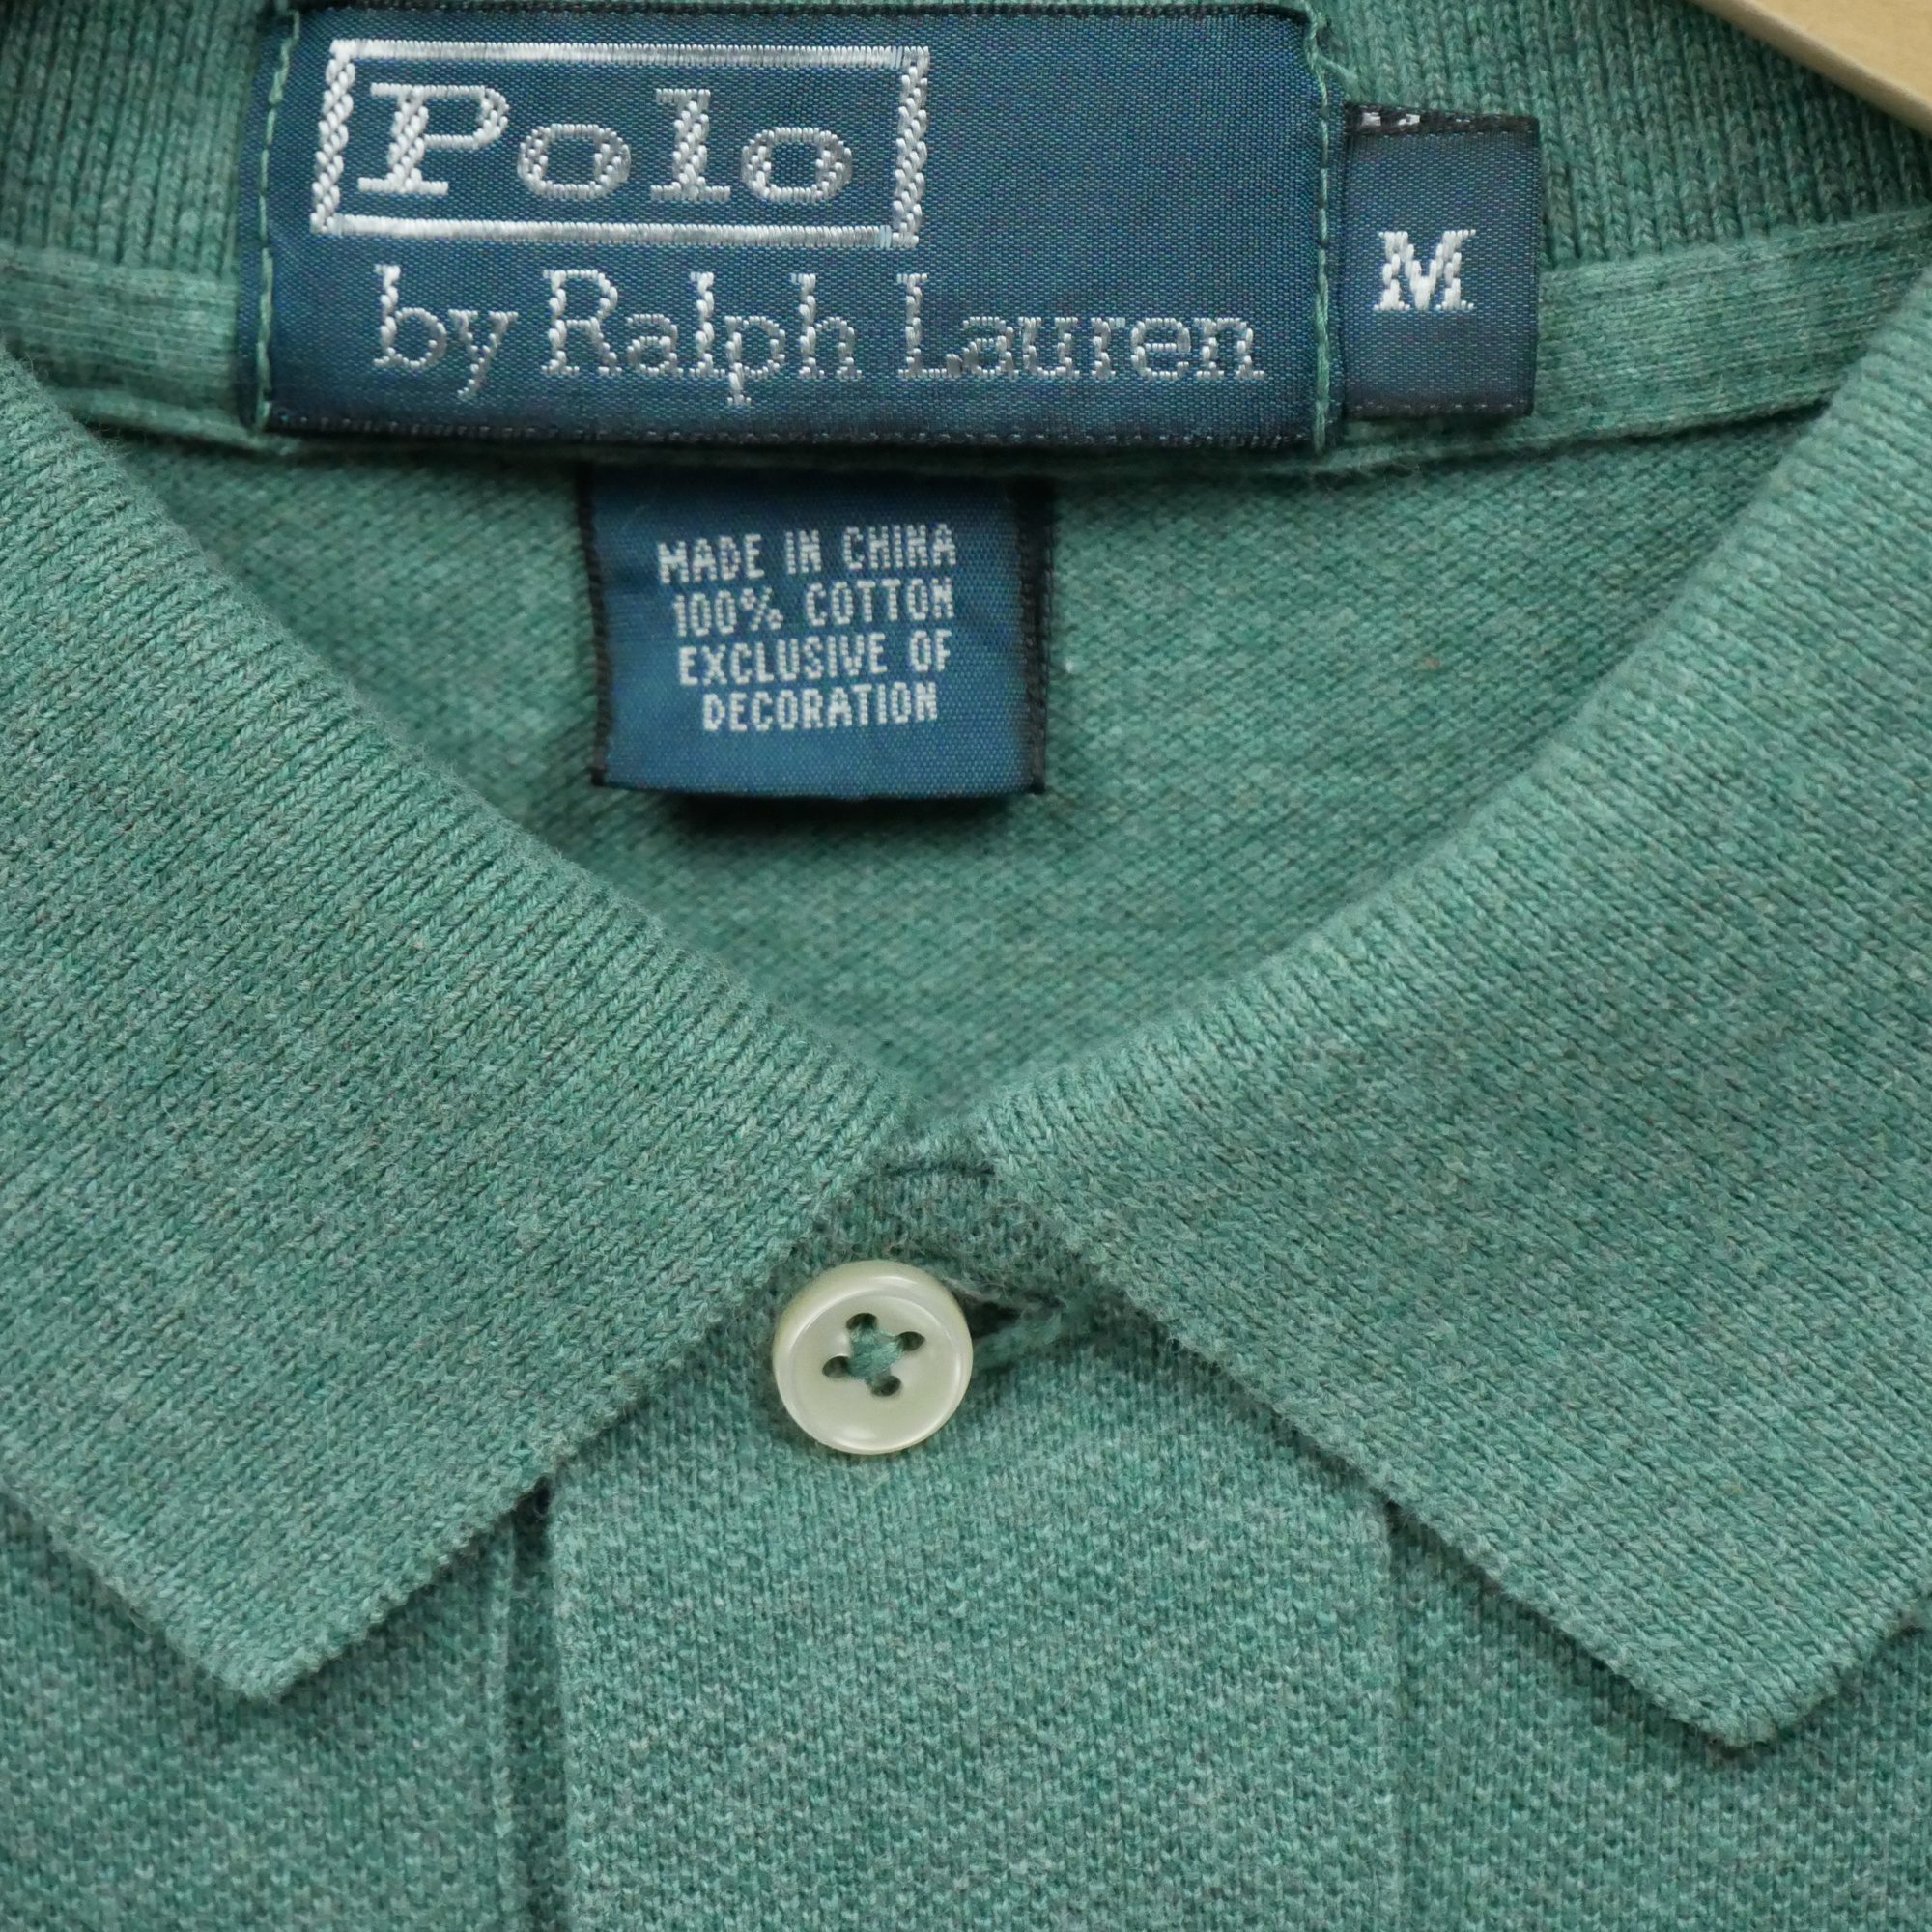 Polo
by Ralph Lauren
M
MADE IN CHINA
100% COTTON
EXCLUSIVE OF
DECORATION